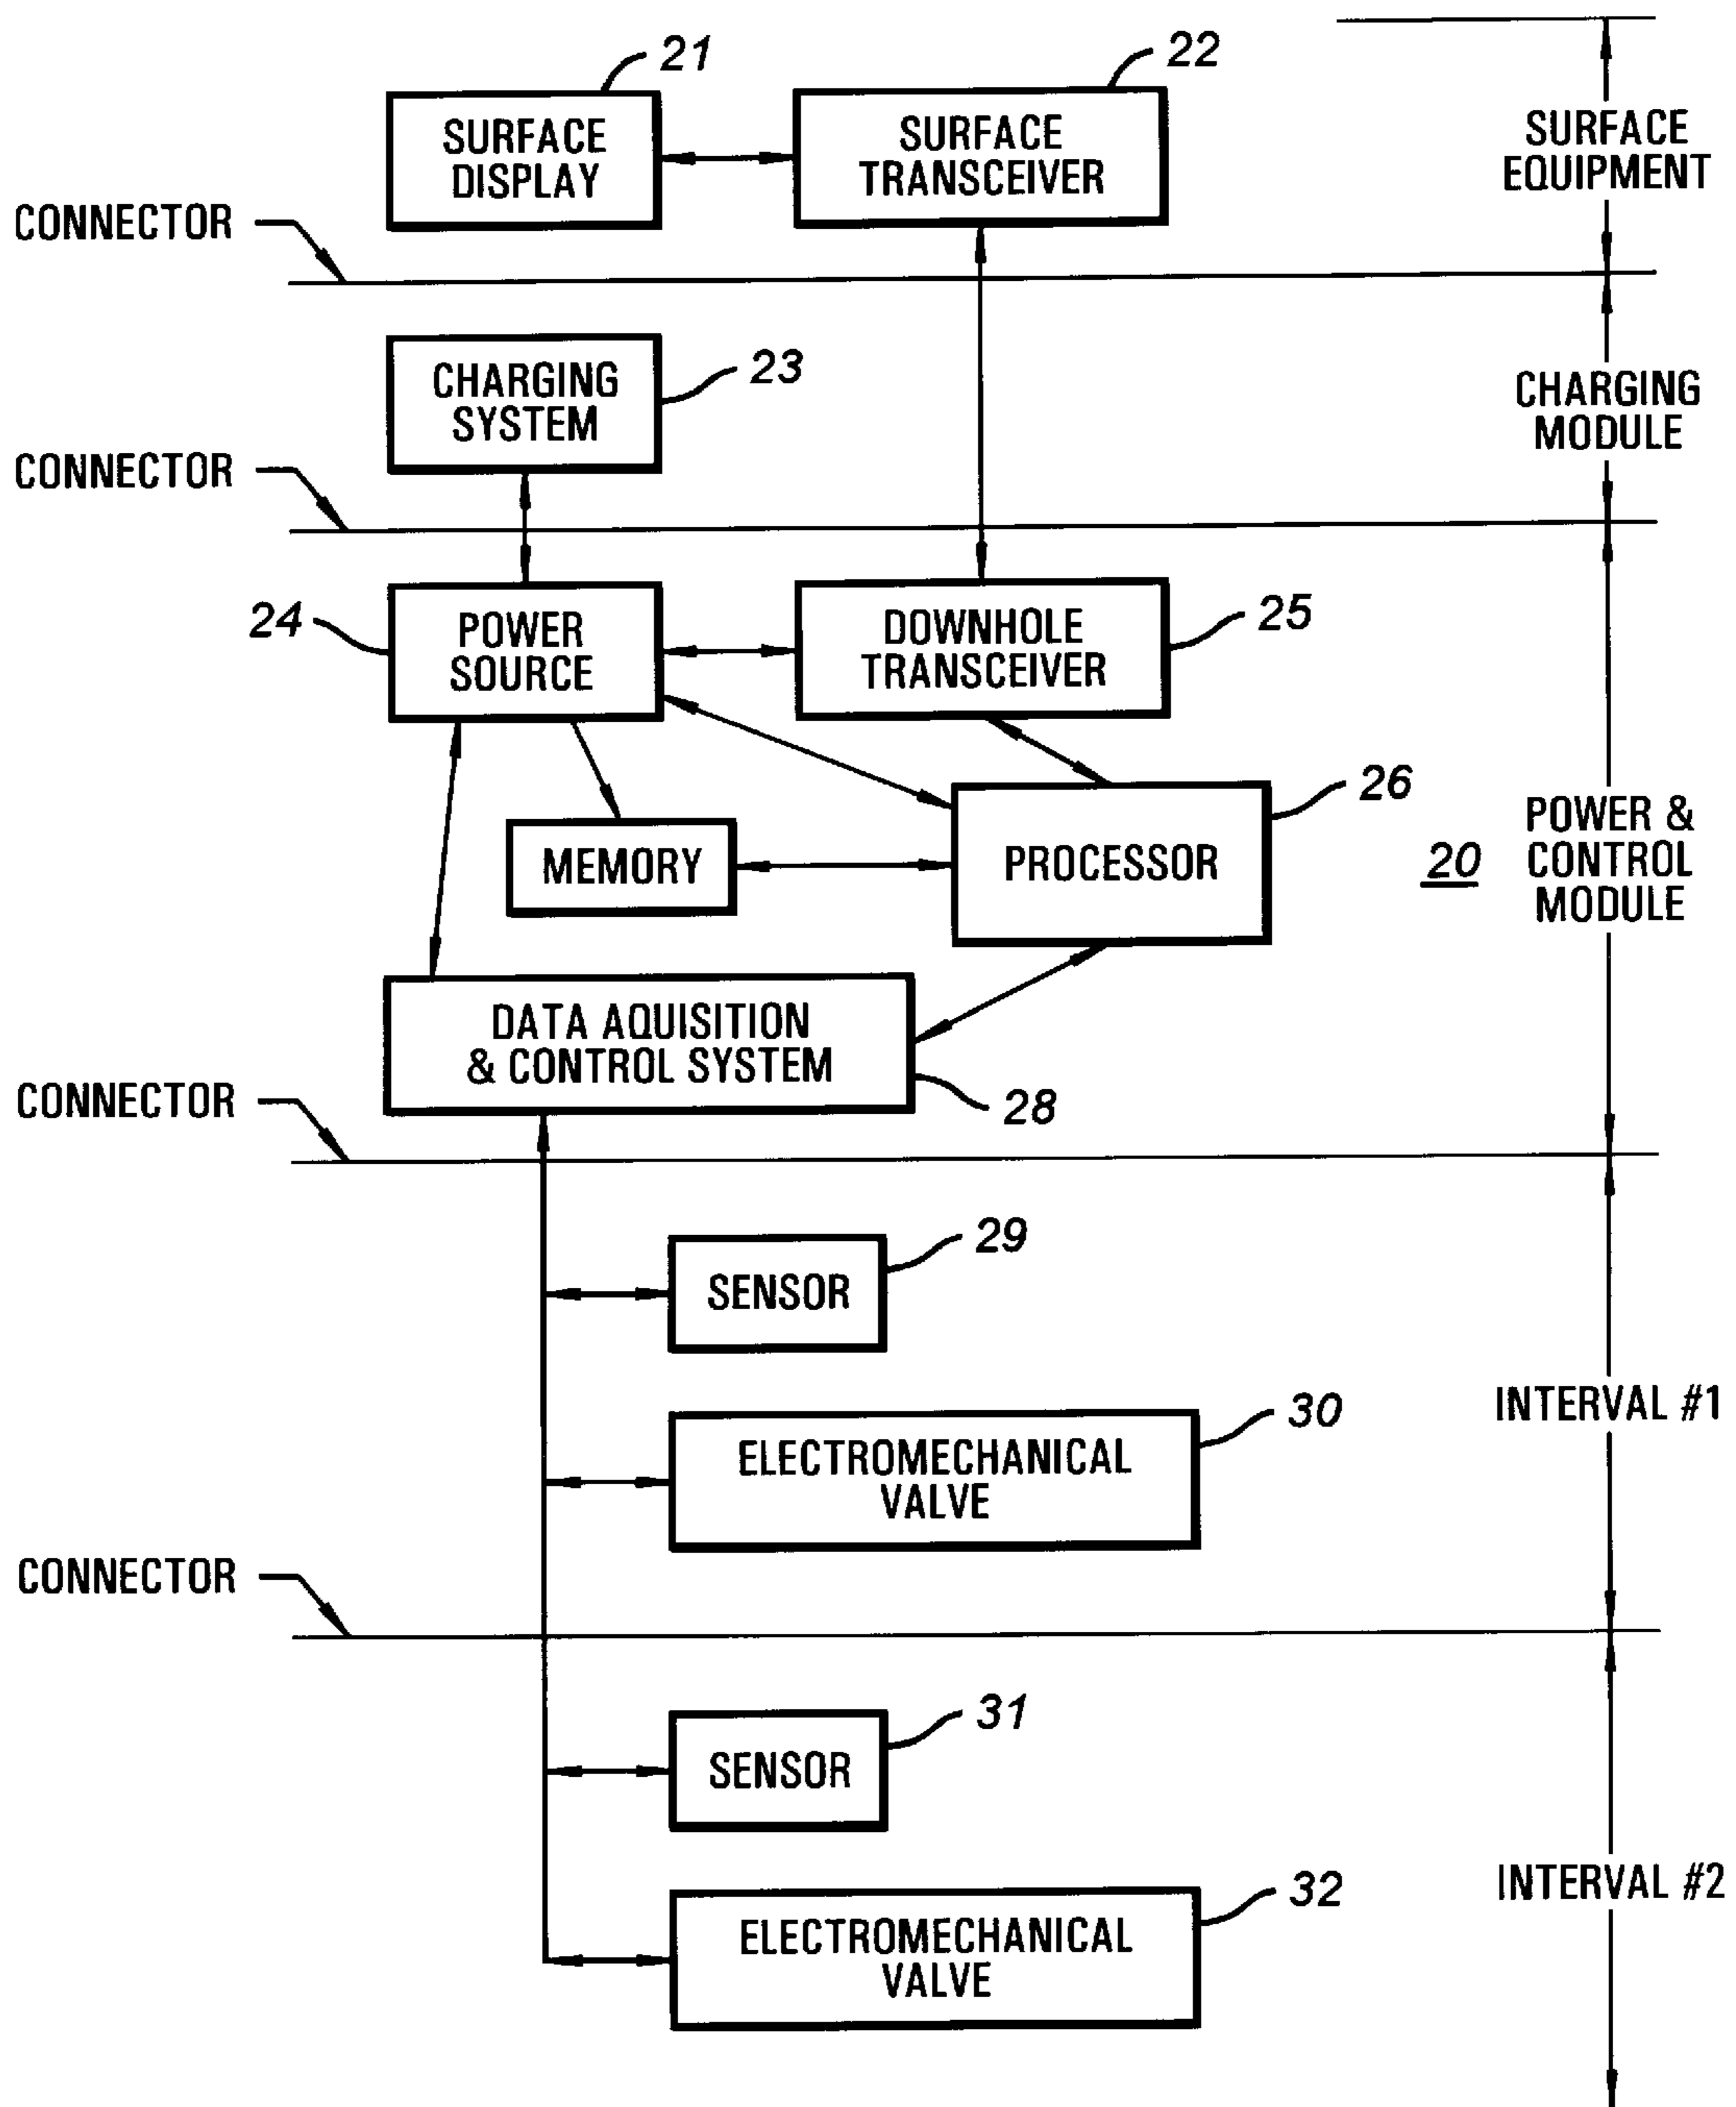 21
22
SURFACE
DISPLAY
SURFACE
TRANSCEIVER
SURFACE
EQUIPMENT
CONNECTOR
CHARGING
SYSTEM
23
CHARGING
MODULE
CONNECTOR
24
POWER
SOURCE
DOWNHOLE
TRANSCEIVER
25
MEMORY
PROCESSOR
26
20
POWER &
CONTROL
MODULE
DATA AQUISITION
& CONTROL SYSTEM
28
CONNECTOR
SENSOR
29
ELECTROMECHANICAL
VALVE
30
INTERVAL #1
CONNECTOR
SENSOR
31
ELECTROMECHANICAL
VALVE
32
INTERVAL #2